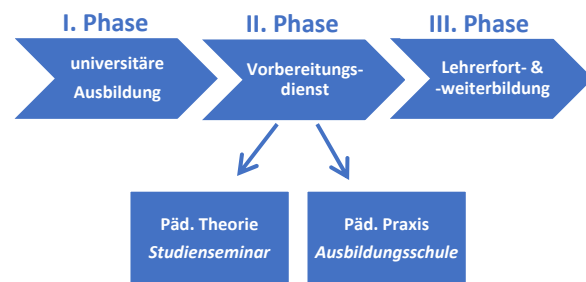 I. Phase
II. Phase
III. Phase
universitäre
Ausbildung
Vorbereitungs-
dienst
Lehrerfort- &
-weiterbildung
Päd. Theorie
Studienseminar
Päd. Praxis
Ausbildungsschule